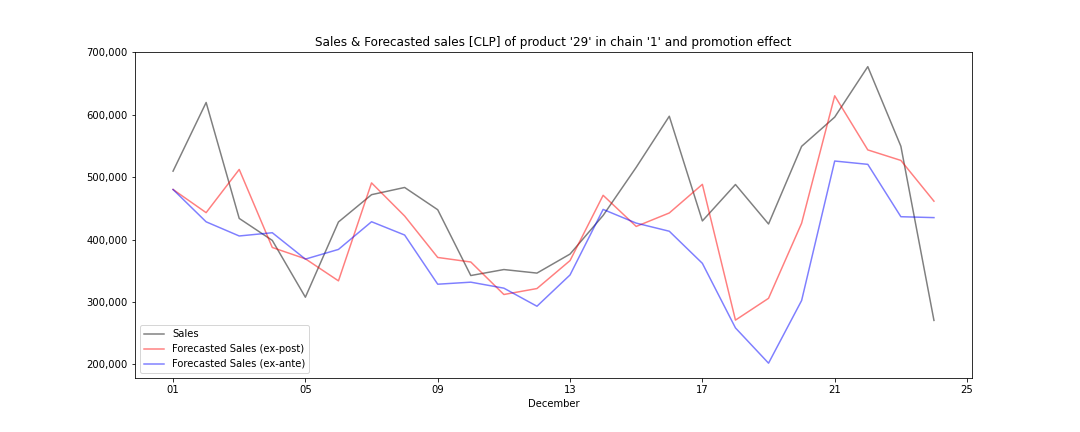 Sales & Forecasted sales [CLP] of product '29' in chain '1' and promotion effect
700,000
600,000
500,000
400,000
300,000
200,000
Sales
Forecasted Sales (ex-post)
Forecasted Sales (ex-ante)
01 05 09 13 17 21 25
December